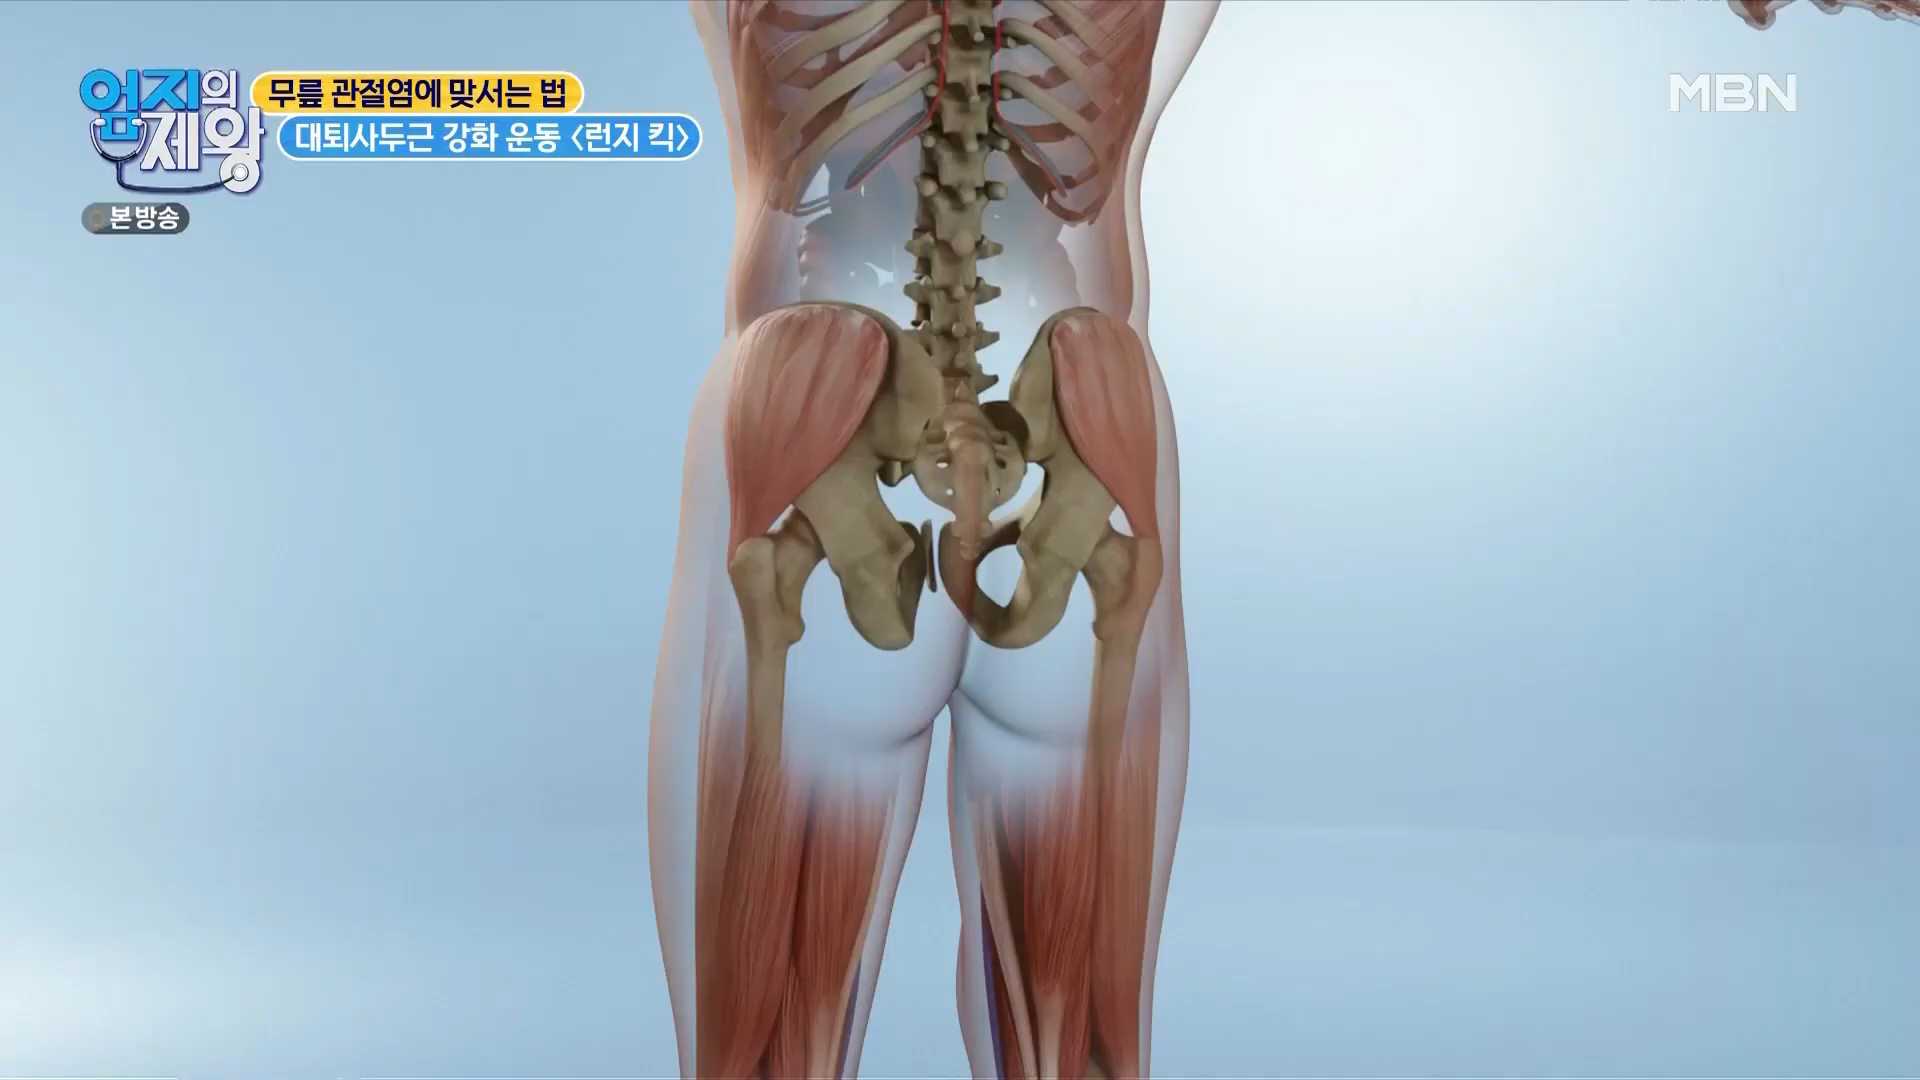 엄지의 제왕
무릎 관절염에 맞서는 법
대퇴사두근 강화 운동 <런지 킥>
본 방송
MBN